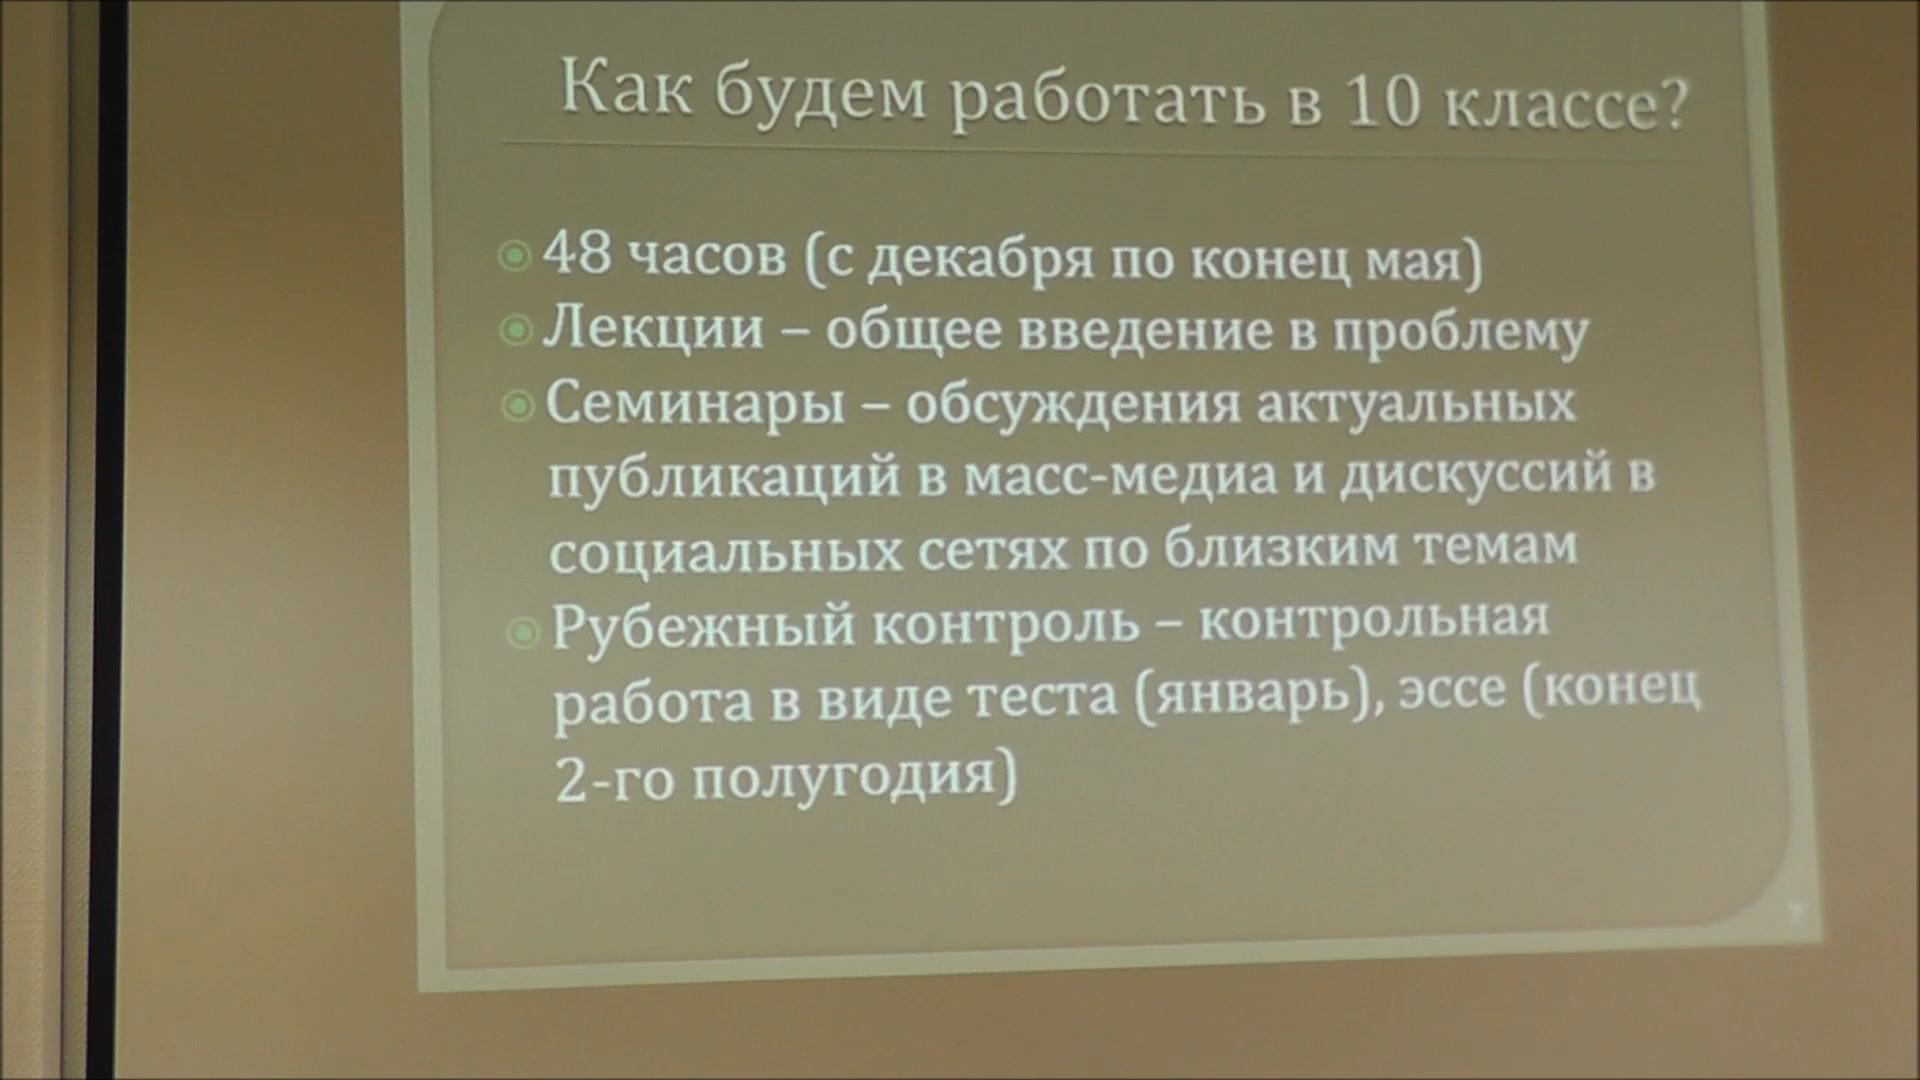 Как будем работать в 10 классе?
48 часов (с декабря по конец мая)
Лекции – общее введение в проблему
Семинары – обсуждения актуальных
публикаций в масс-медиа и дискуссий в
социальных сетях по близким темам
Рубежный контроль – контрольная
работа в виде теста (январь), эссе (конец
2-го полугодия)